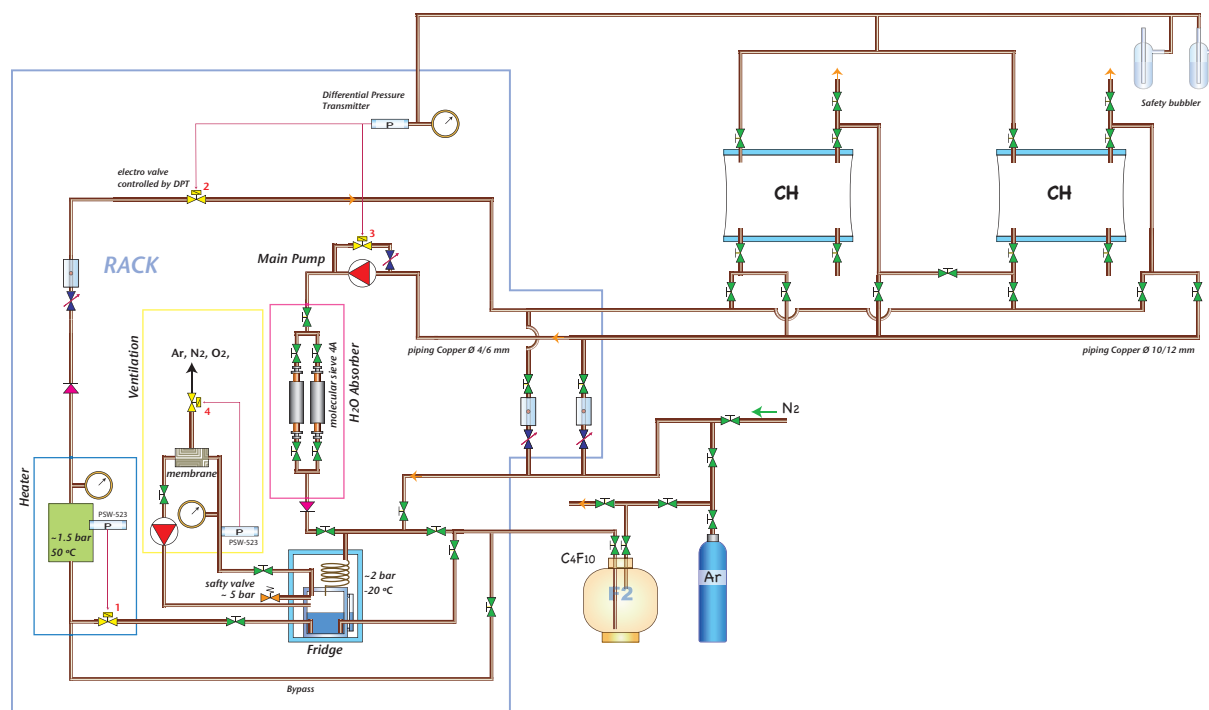 Differential Pressure
Transmitter
P
Safety bubbler
electro valve
controlled by DPT
2
CH
CH
3
Main Pump
RACK
piping Copper Ø 4/6 mm
piping Copper Ø 10/12 mm
Ventilation
Ar, N2, O2,
4
membrane
P
PSW-523
molecular sieve 4A
H2O Absorber
N2
Heater
PSW-523
P
~1.5 bar
50 ºC
1
safty valve
~ 5 bar
~2 bar
-20 ºC
Fridge
C4F10
F2
Ar
Bypass